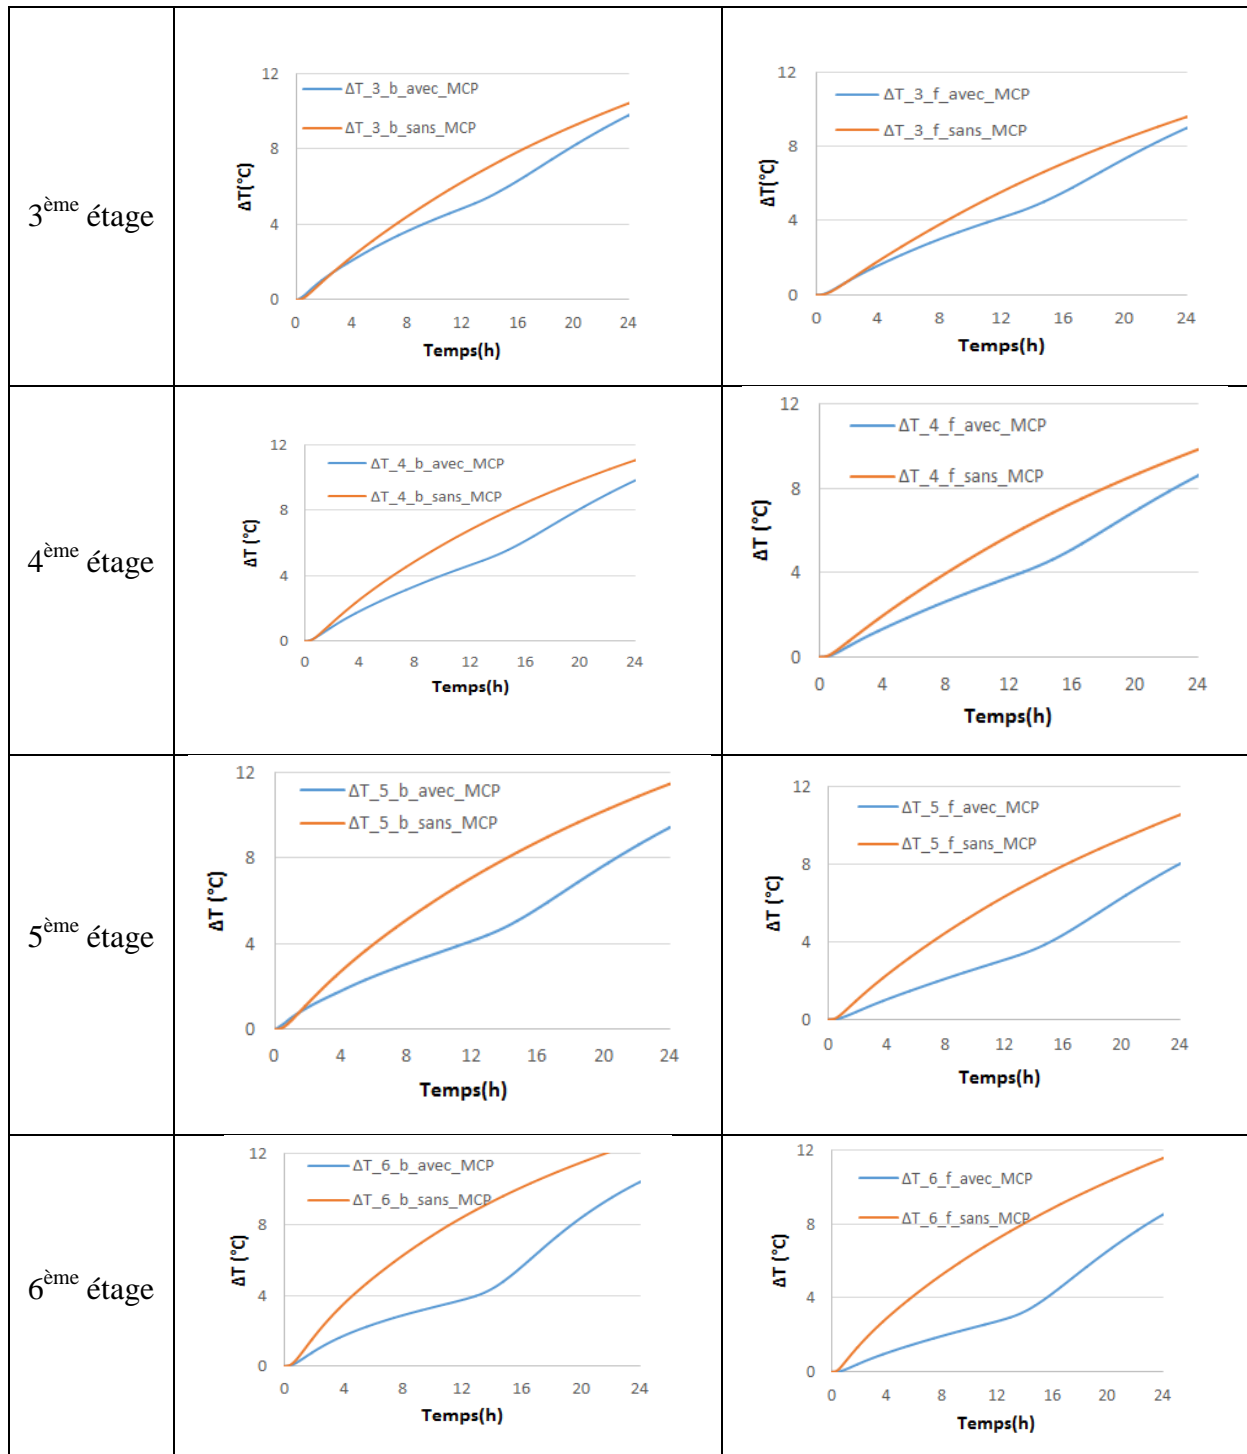 3ème étage
12
8
4
0
ΔT(°C)
ΔT_3_b_avec_MCP
ΔT_3_b_sans_MCP
0 4 8 12 16 20 24
Temps(h)
12
8
4
0
ΔT(°C)
ΔT_3_f_avec_MCP
ΔT_3_f_sans_MCP
0 4 8 12 16 20 24
Temps(h)
4ème étage
12
8
4
0
ΔT (°C)
ΔT_4_b_avec_MCP
ΔT_4_b_sans_MCP
0 4 8 12 16 20 24
Temps(h)
12
8
4
0
ΔT (°C)
ΔT_4_f_avec_MCP
ΔT_4_f_sans_MCP
0 4 8 12 16 20 24
Temps(h)
5ème étage
12
8
4
0
ΔT (°C)
ΔT_5_b_avec_MCP
ΔT_5_b_sans_MCP
0 4 8 12 16 20 24
Temps(h)
12
8
4
0
ΔT (°C)
ΔT_5_f_avec_MCP
ΔT_5_f_sans_MCP
0 4 8 12 16 20 24
Temps(h)
6ème étage
12
8
4
0
ΔT (°C)
ΔT_6_b_avec_MCP
ΔT_6_b_sans_MCP
0 4 8 12 16 20 24
Temps(h)
12
8
4
0
ΔT (°C)
ΔT_6_f_avec_MCP
ΔT_6_f_sans_MCP
0 4 8 12 16 20 24
Temps(h)